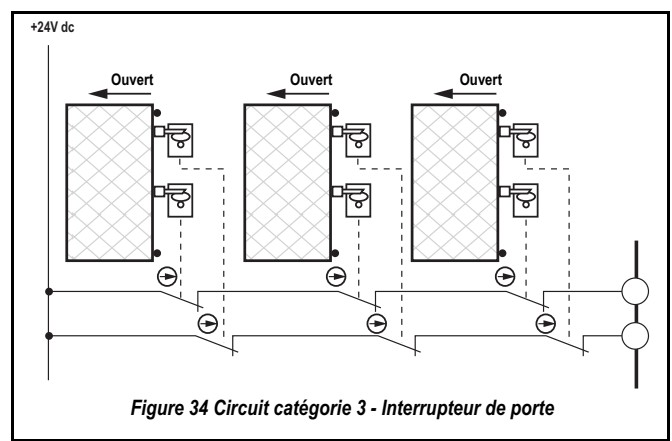 +24V dc
Ouvert Ouvert Ouvert
Figure 34 Circuit catégorie 3 - Interrupteur de porte